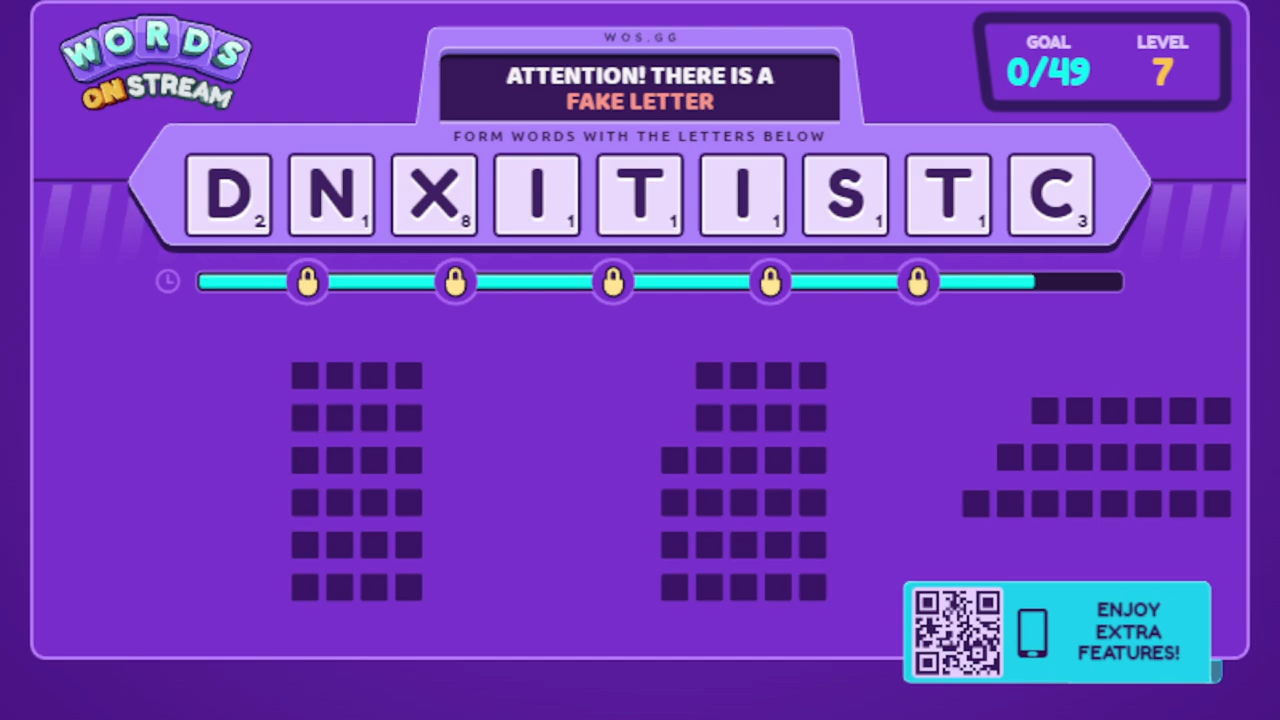 WORDS
ON STREAM
WOS.GG
ATTENTION! THERE IS A
FAKE LETTER
GOAL
0/49
LEVEL
7
FORM WORDS WITH THE LETTERS BELOW
D2 N1 X8 I1 T1 I1 S1 T1 C3
ENJOY
EXTRA
FEATURES!